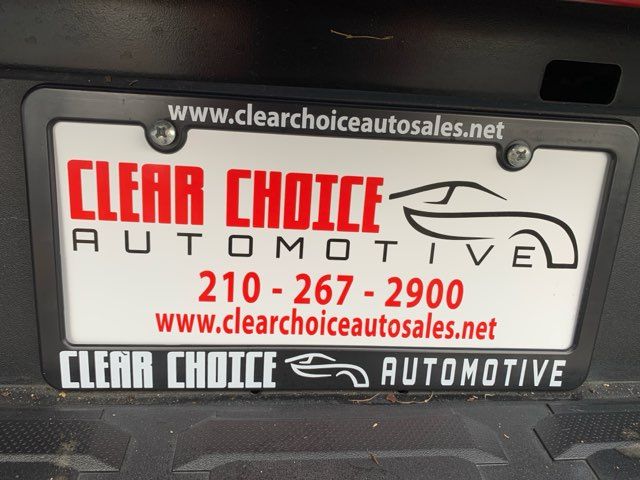 www.clearchoiceautosales.net
CLEAR CHOICE
AUTOMOTIVE
210 - 267 - 2900
www.clearchoiceautosales.net
CLEAR CHOICE AUTOMOTIVE